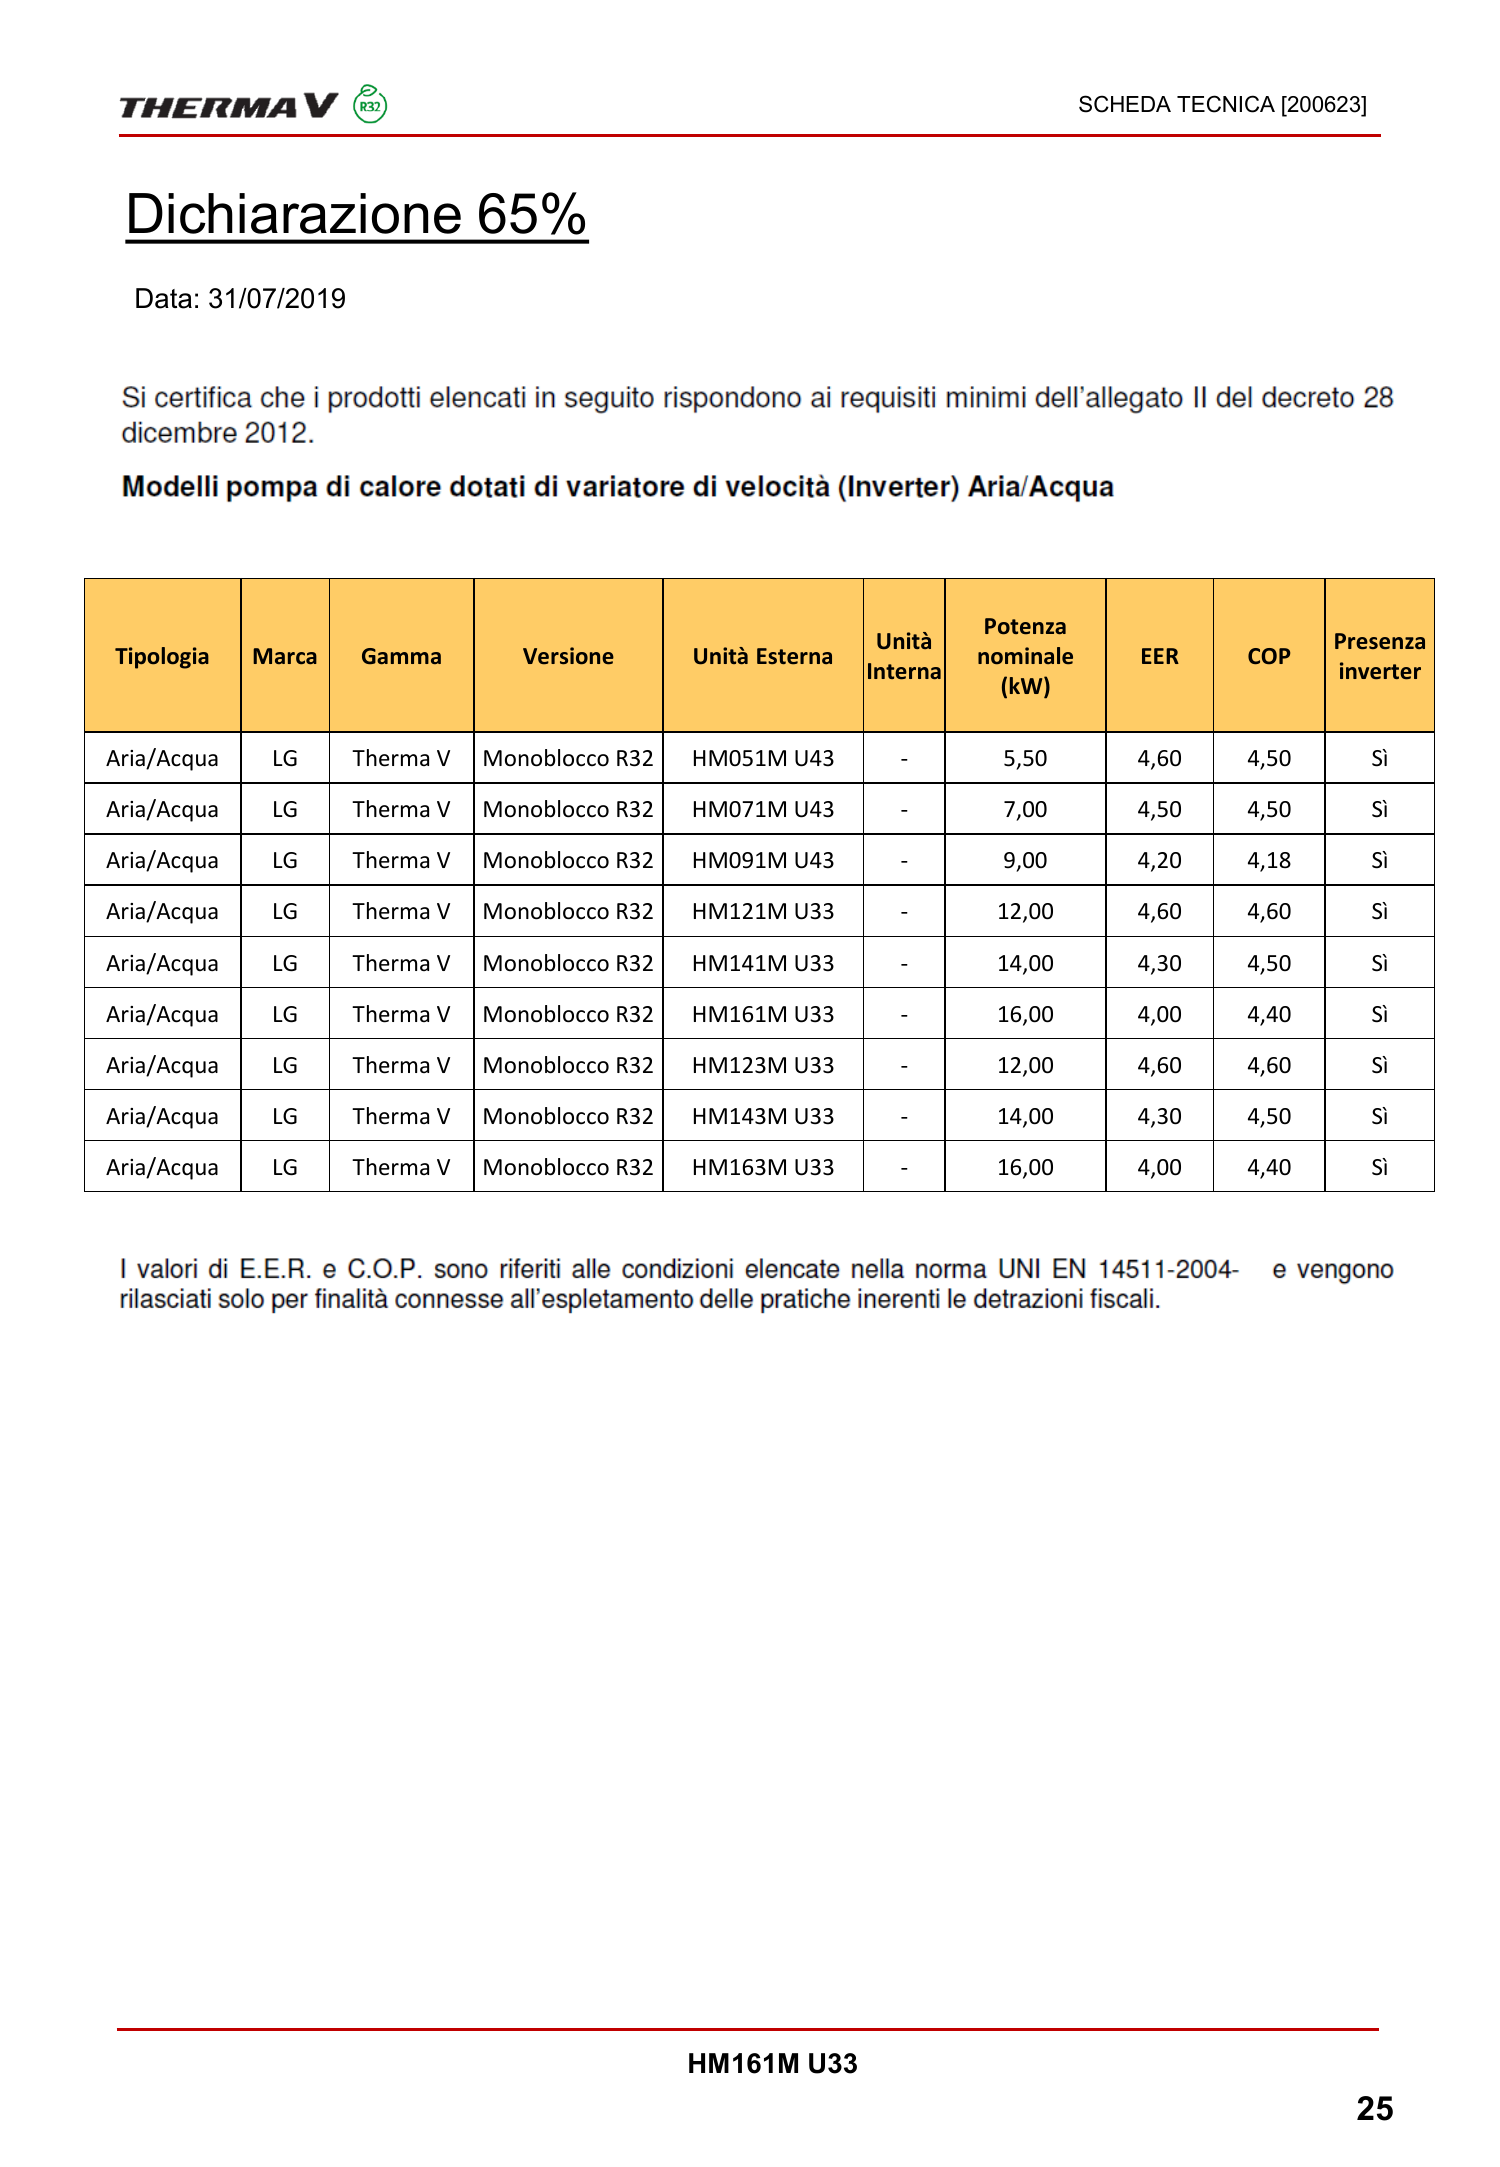 THERMA V R32
SCHEDA TECNICA [200623]
Dichiarazione 65%
Data: 31/07/2019
Si certifica che i prodotti elencati in seguito rispondono ai requisiti minimi dell'allegato II del decreto 28
dicembre 2012.
Modelli pompa di calore dotati di variatore di velocità (Inverter) Aria/Acqua
Tipologia Marca Gamma Versione Unità Esterna Unità Interna Potenza nominale (kW) EER COP Presenza inverter
Aria/Acqua LG Therma V Monoblocco R32 HM051M U43 - 5,50 4,60 4,50 Sì
Aria/Acqua LG Therma V Monoblocco R32 HM071M U43 - 7,00 4,50 4,50 Sì
Aria/Acqua LG Therma V Monoblocco R32 HM091M U43 - 9,00 4,20 4,18 Sì
Aria/Acqua LG Therma V Monoblocco R32 HM121M U33 - 12,00 4,60 4,60 Sì
Aria/Acqua LG Therma V Monoblocco R32 HM141M U33 - 14,00 4,30 4,50 Sì
Aria/Acqua LG Therma V Monoblocco R32 HM161M U33 - 16,00 4,00 4,40 Sì
Aria/Acqua LG Therma V Monoblocco R32 HM123M U33 - 12,00 4,60 4,60 Sì
Aria/Acqua LG Therma V Monoblocco R32 HM143M U33 - 14,00 4,30 4,50 Sì
Aria/Acqua LG Therma V Monoblocco R32 HM163M U33 - 16,00 4,00 4,40 Sì
I valori di E.E.R. e C.O.P. sono riferiti alle condizioni elencate nella norma UNI EN 14511-2004- e vengono
rilasciati solo per finalità connesse all'espletamento delle pratiche inerenti le detrazioni fiscali.
HM161M U33
25